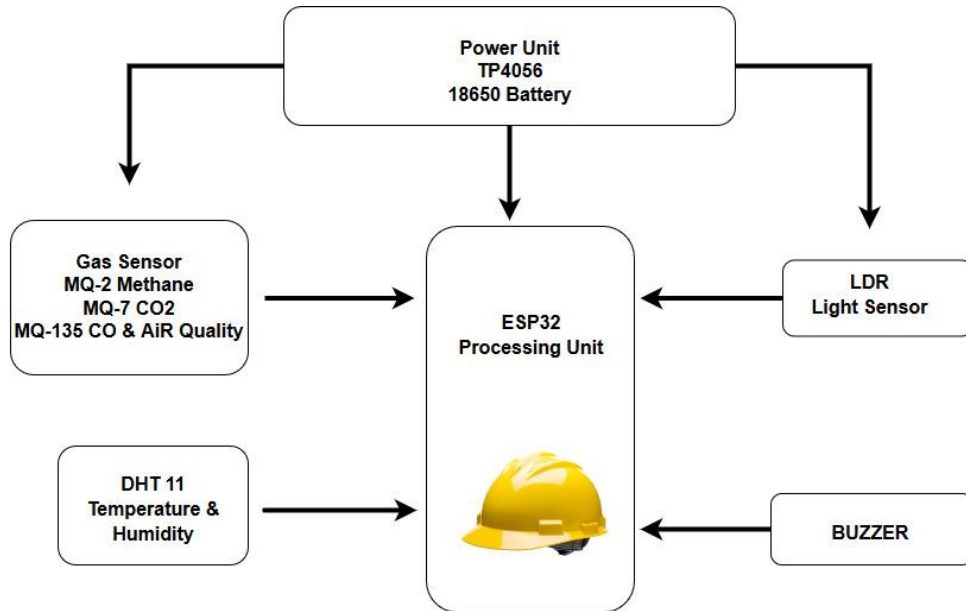 Power Unit
TP4056
18650 Battery
Gas Sensor
MQ-2 Methane
MQ-7 CO2
MQ-135 CO & AiR Quality
ESP32
Processing Unit
LDR
Light Sensor
DHT 11
Temperature &
Humidity
BUZZER